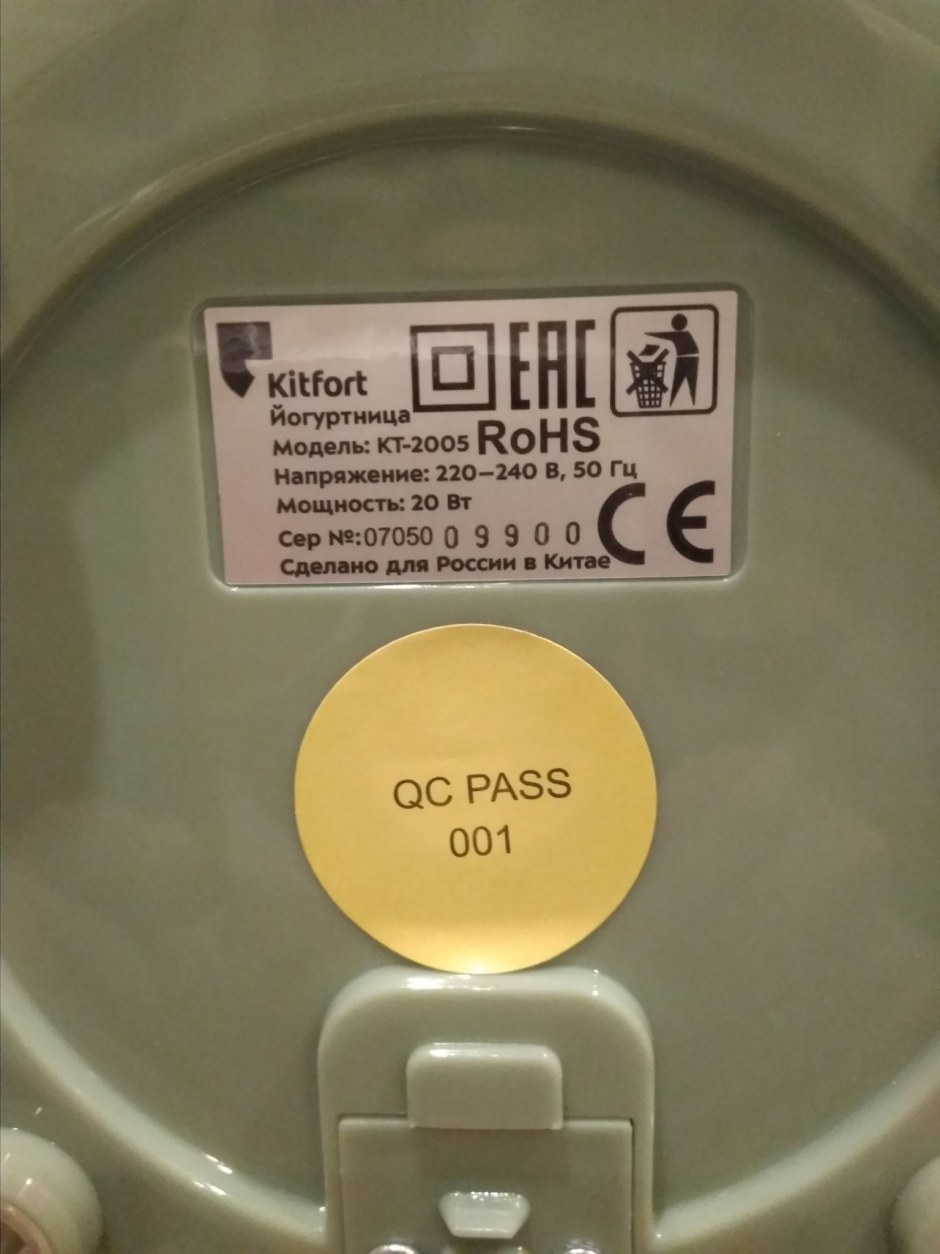 Kitfort
EAC
Йогуртница
Модель: КТ-2005 RoHS
Напряжение: 220–240 В, 50 Гц
Мощность: 20 Вт
Сер №:07050 0 9 9 0 0
CE
Сделано для России в Китае
QC PASS
001